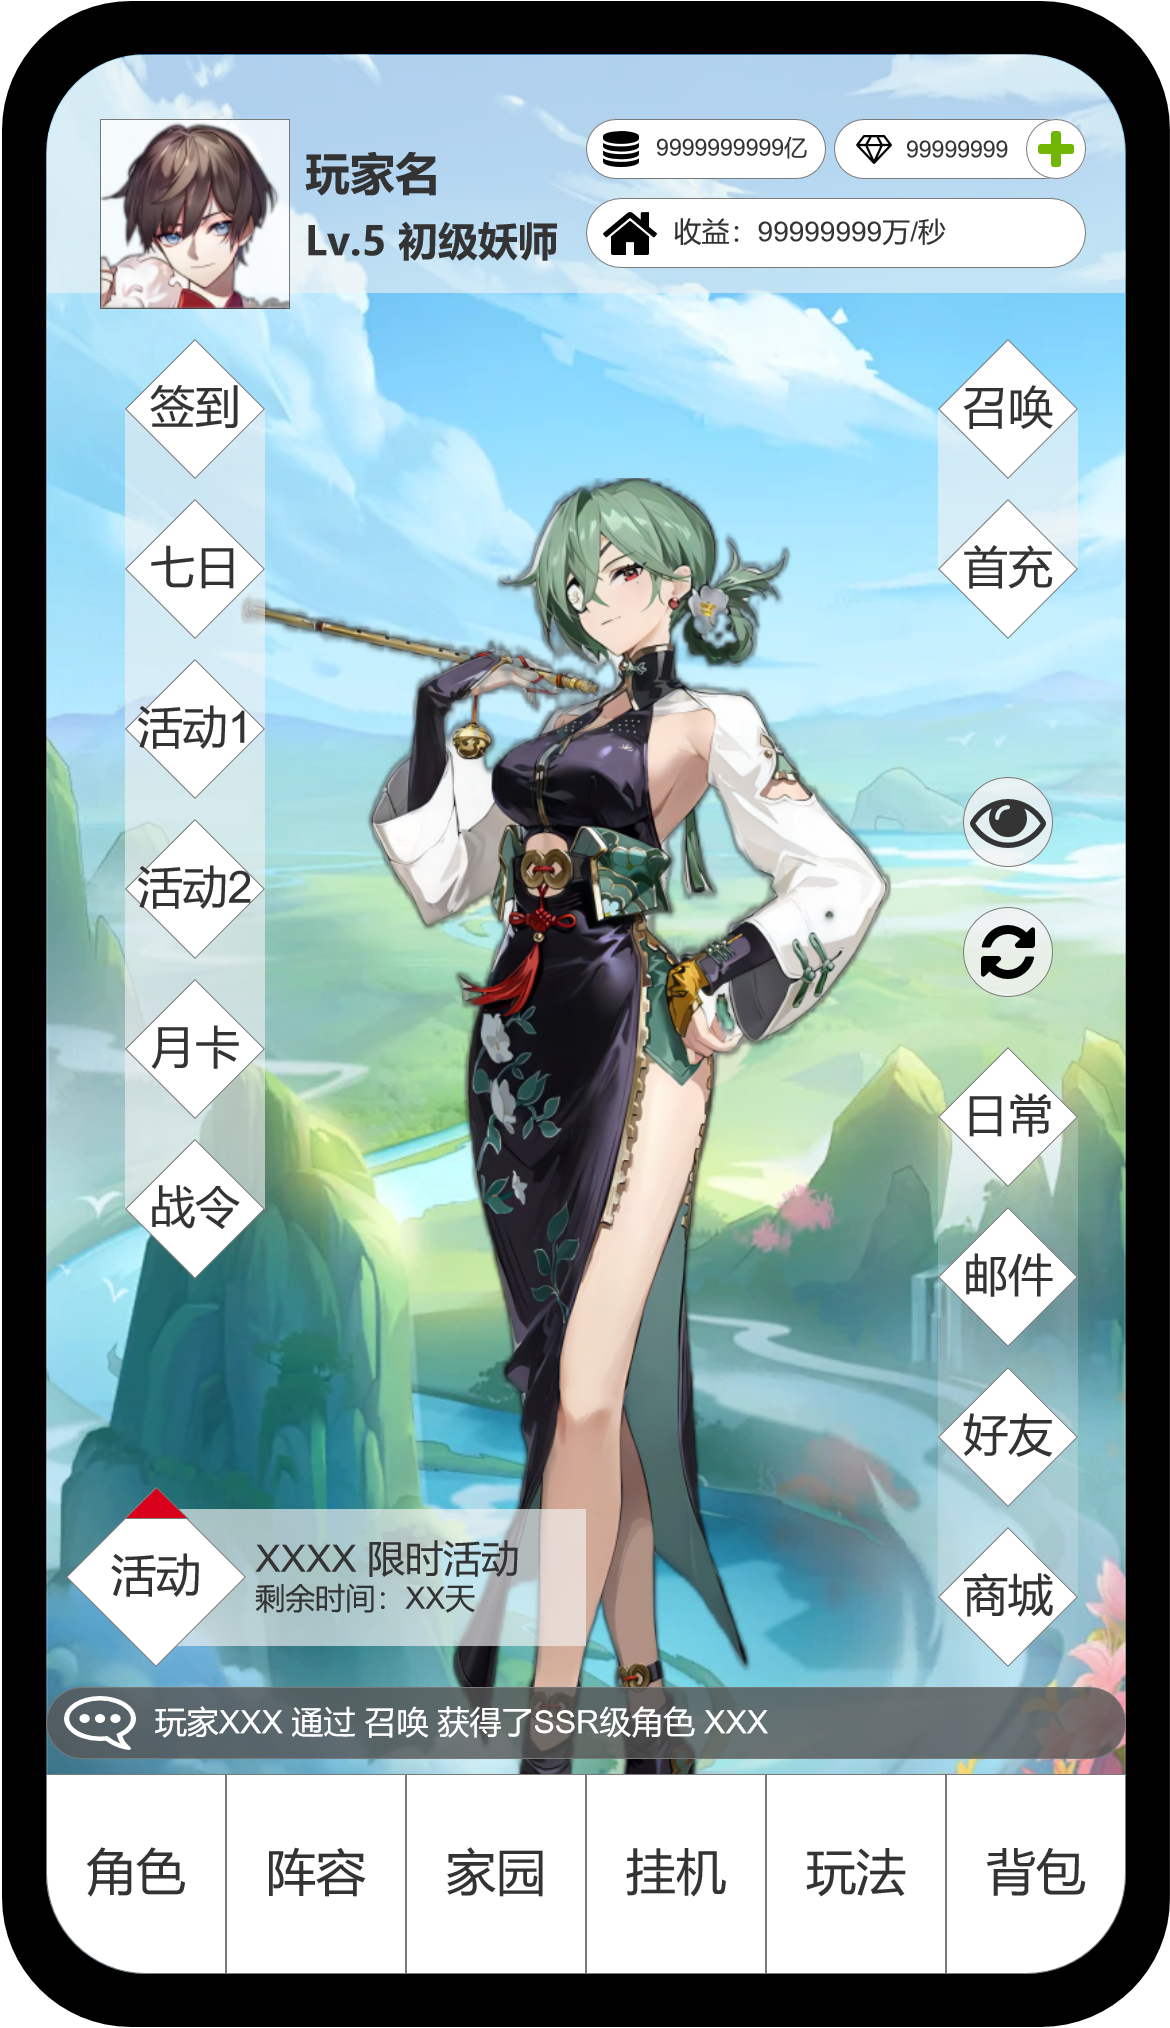 玩家名
Lv.5 初级妖师
9999999999亿
99999999
收益：99999999万/秒
签到
七日
活动1
活动2
月卡
战令
召唤
首充
日常
邮件
好友
商城
活动
XXXX 限时活动
剩余时间：XX天
玩家XXX 通过 召唤 获得了SSR级角色 XXX
角色
阵容
家园
挂机
玩法
背包